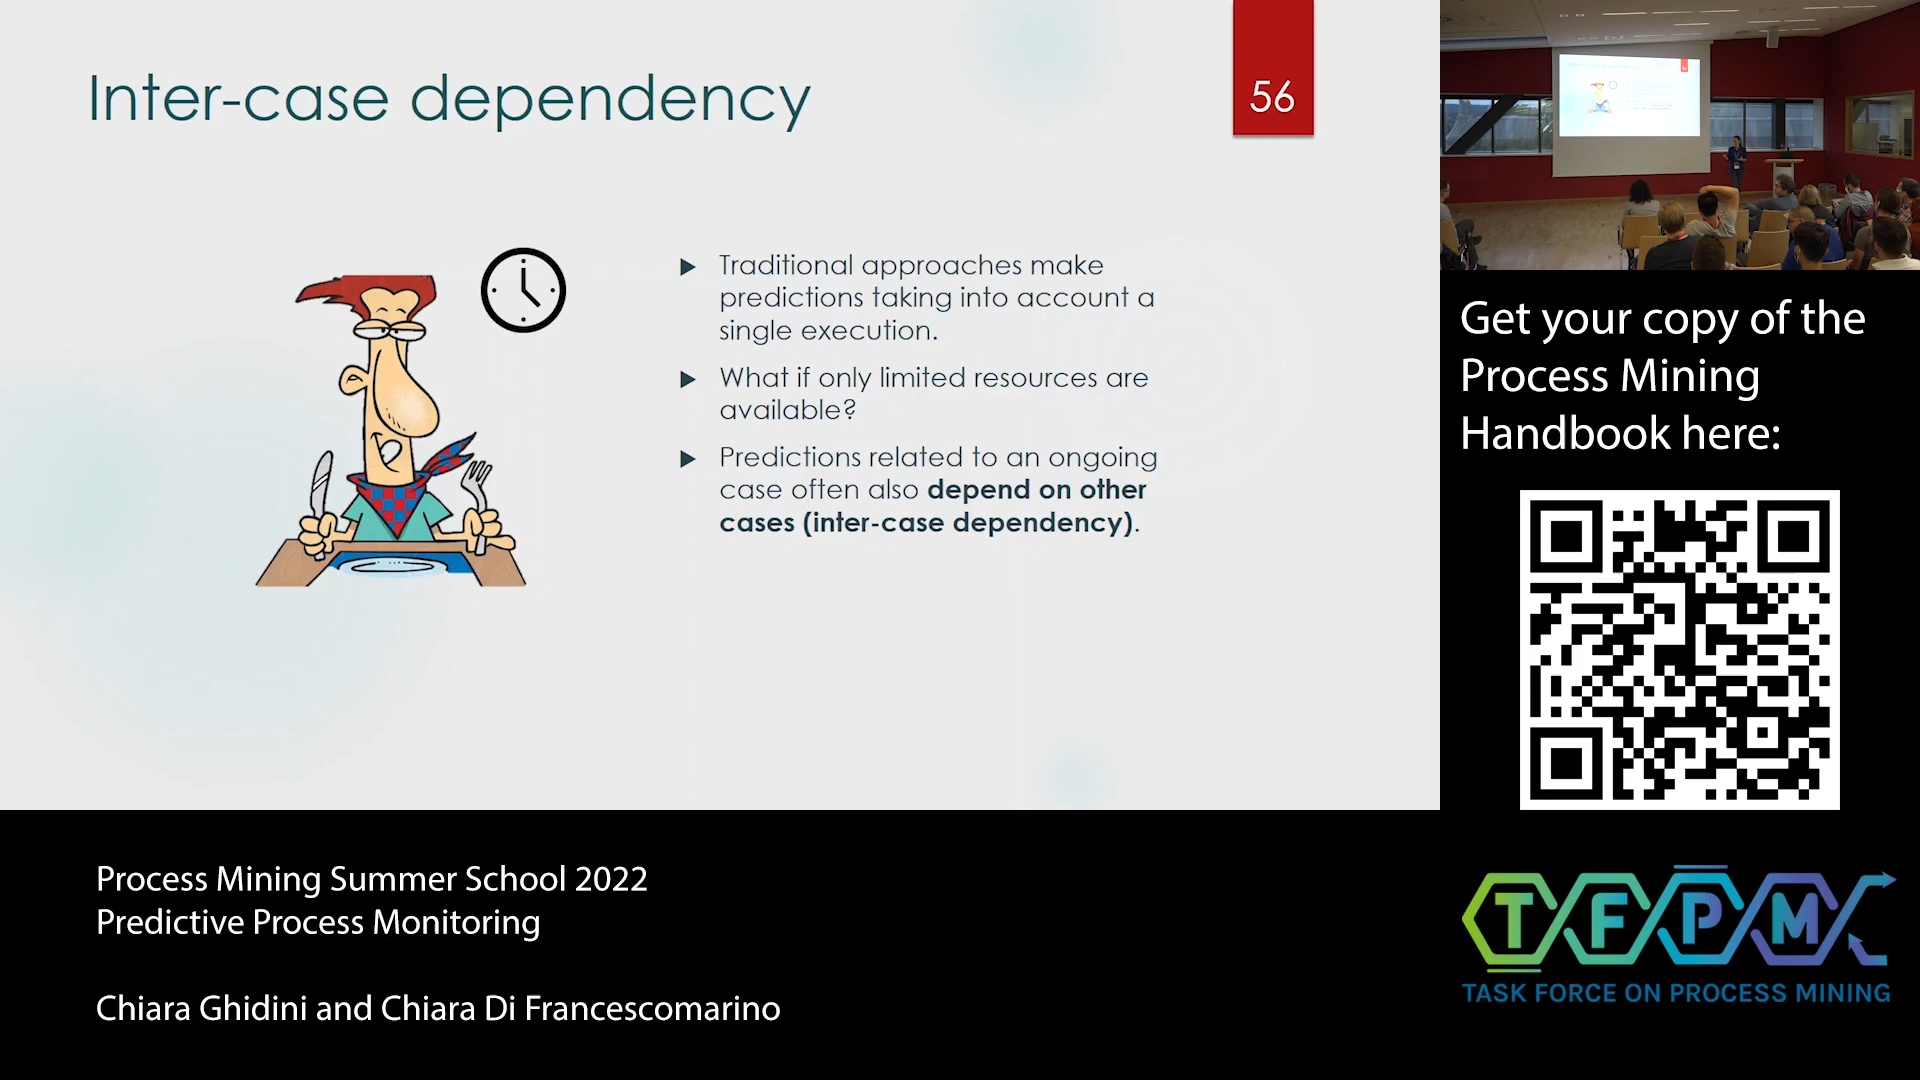 Inter-case dependency
56
Traditional approaches make
predictions taking into account a
single execution.
What if only limited resources are
available?
Predictions related to an ongoing
case often also depend on other
cases (inter-case dependency).
Get your copy of the
Process Mining
Handbook here:
Process Mining Summer School 2022
Predictive Process Monitoring
Chiara Ghidini and Chiara Di Francescomarino
TFPM
TASK FORCE ON PROCESS MINING